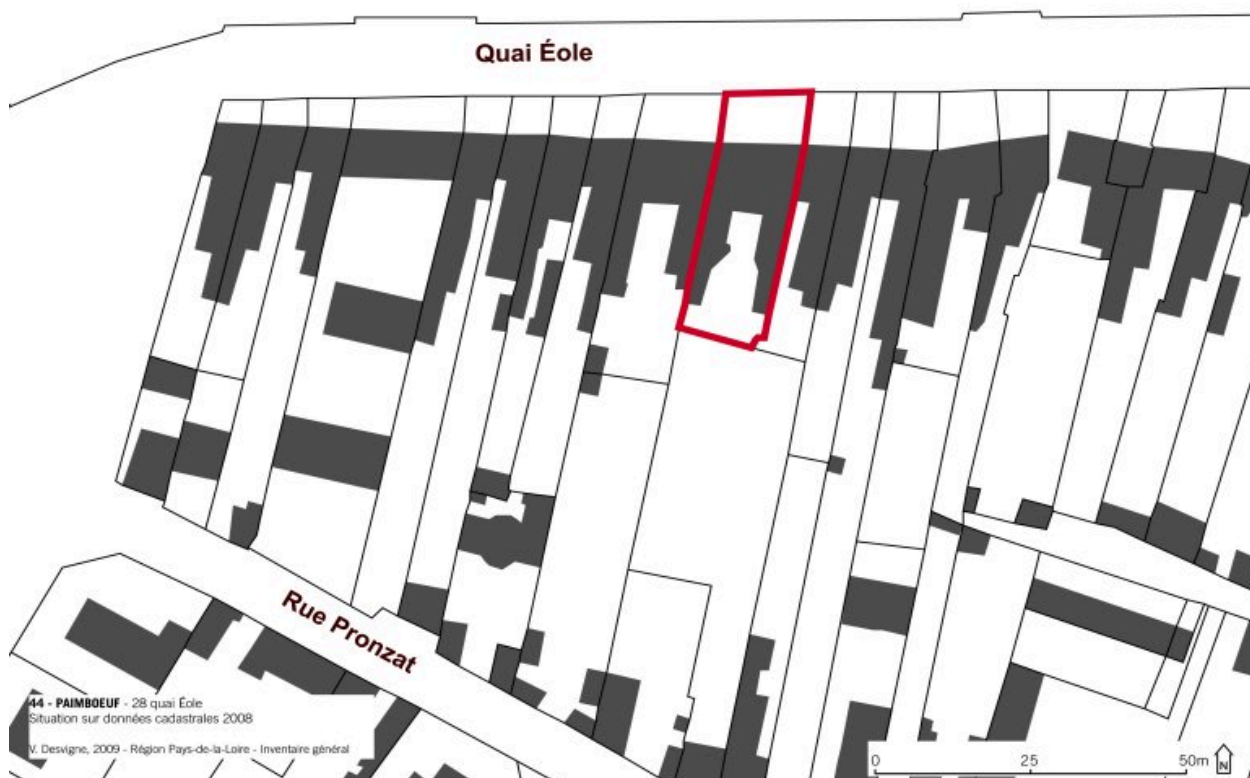 Quai Éole
Rue Pronzat
44 - PAIMBOEUF - 28 quai Éole
Situation sur données cadastrales 2008
V. Desvigne, 2009 - Région Pays-de-la-Loire - Inventaire général
0 25 50m
N